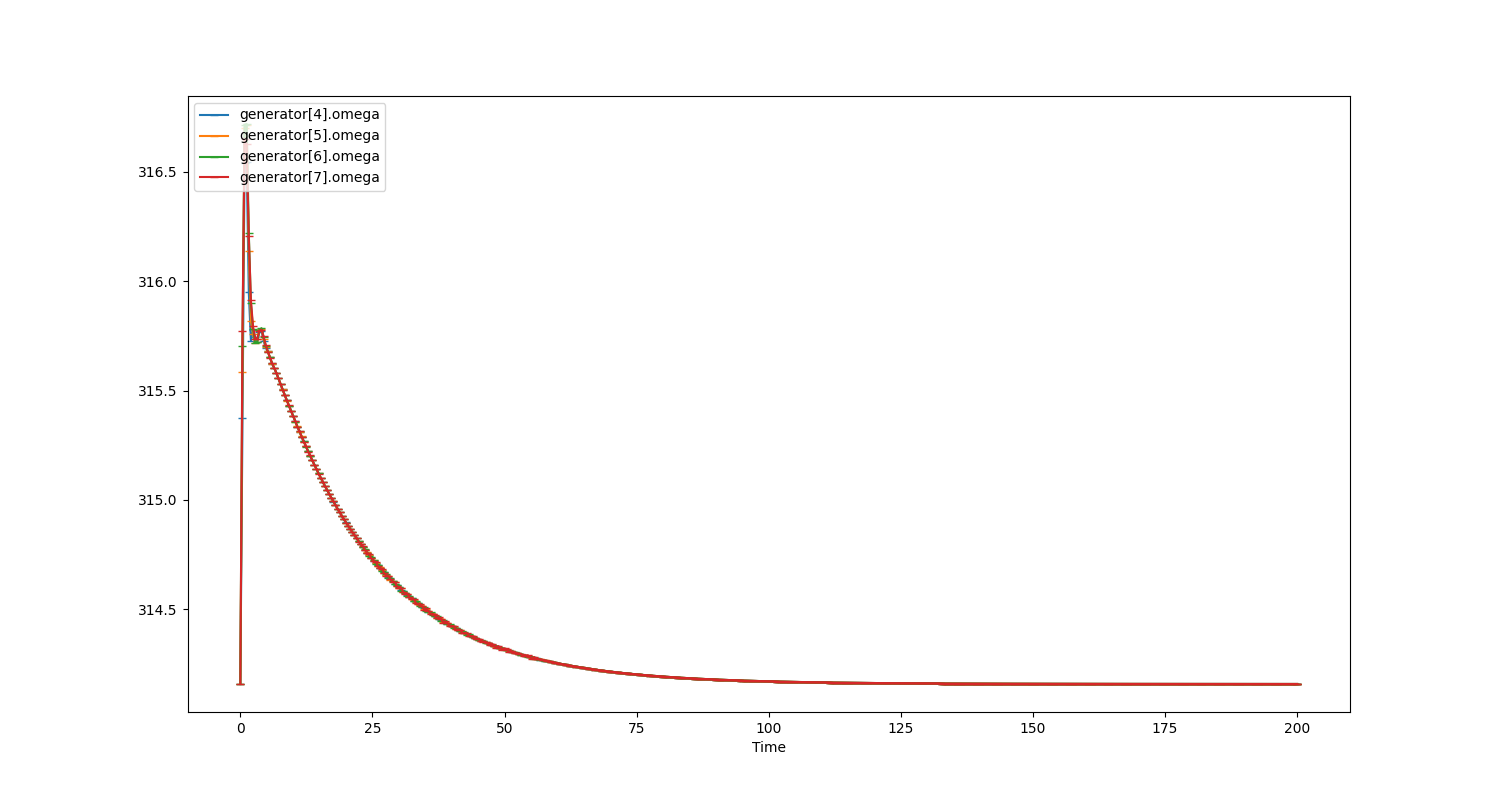 generator[4].omega
generator[5].omega
generator[6].omega
generator[7].omega
316.5
316.0
315.5
315.0
314.5
0 25 50 75 100 125 150 175 200
Time